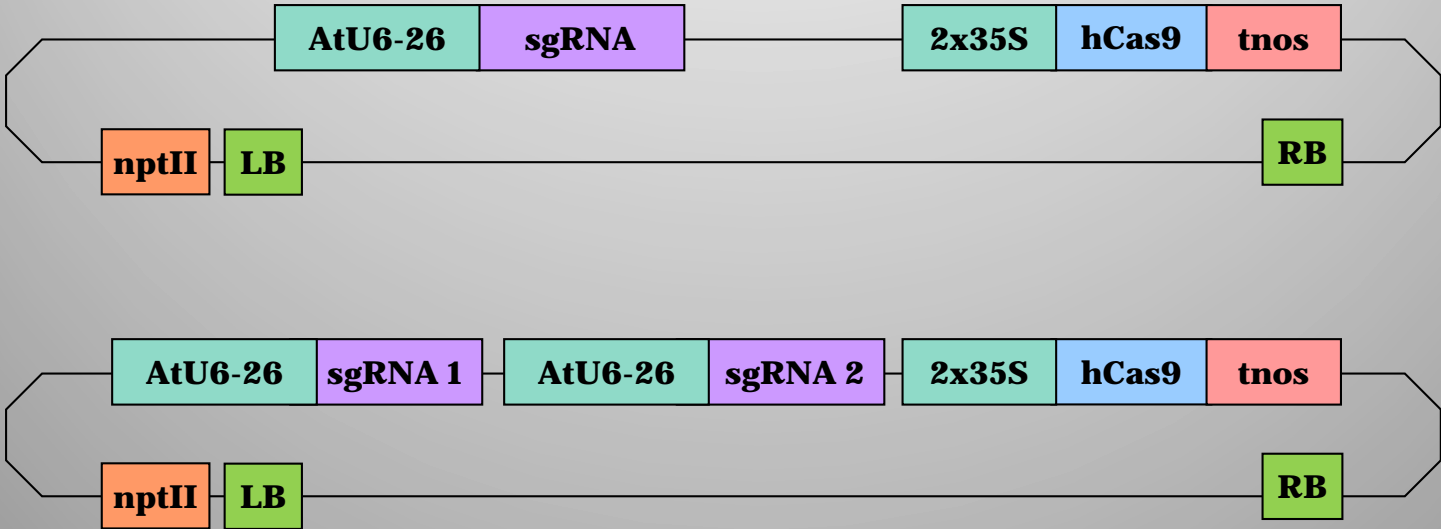 AtU6-26 sgRNA 2x35S hCas9 tnos
nptII LB RB
AtU6-26 sgRNA 1 AtU6-26 sgRNA 2 2x35S hCas9 tnos
nptII LB RB